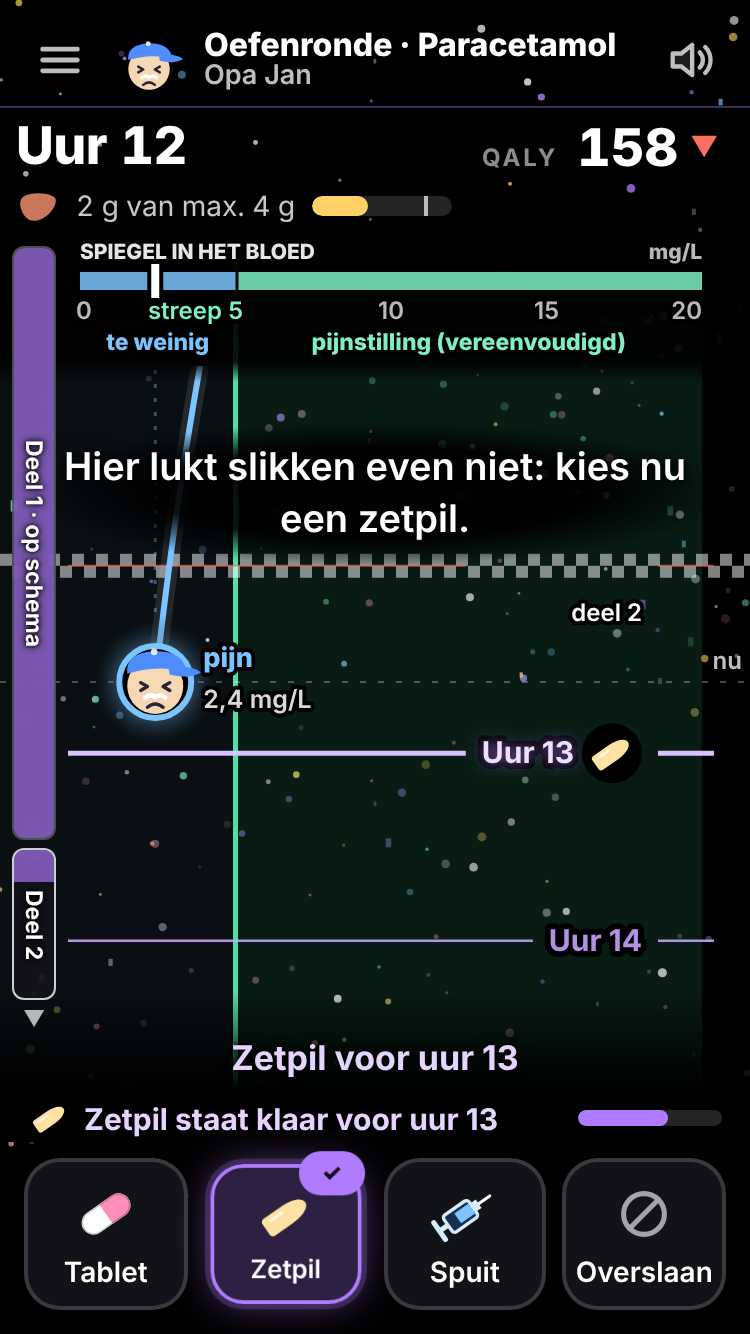 Oefenronde · Paracetamol
Opa Jan
Uur 12
QALY 158
2 g van max. 4 g
SPIEGEL IN HET BLOED mg/L
0 streep 5 10 15 20
te weinig pijnstilling (vereenvoudigd)
Deel 1 · op schema
Hier lukt slikken even niet: kies nu
een zetpil.
deel 2
pijn
nu
2,4 mg/L
Uur 13
Deel 2
Uur 14
Zetpil voor uur 13
Zetpil staat klaar voor uur 13
Tablet Zetpil Spuit Overslaan